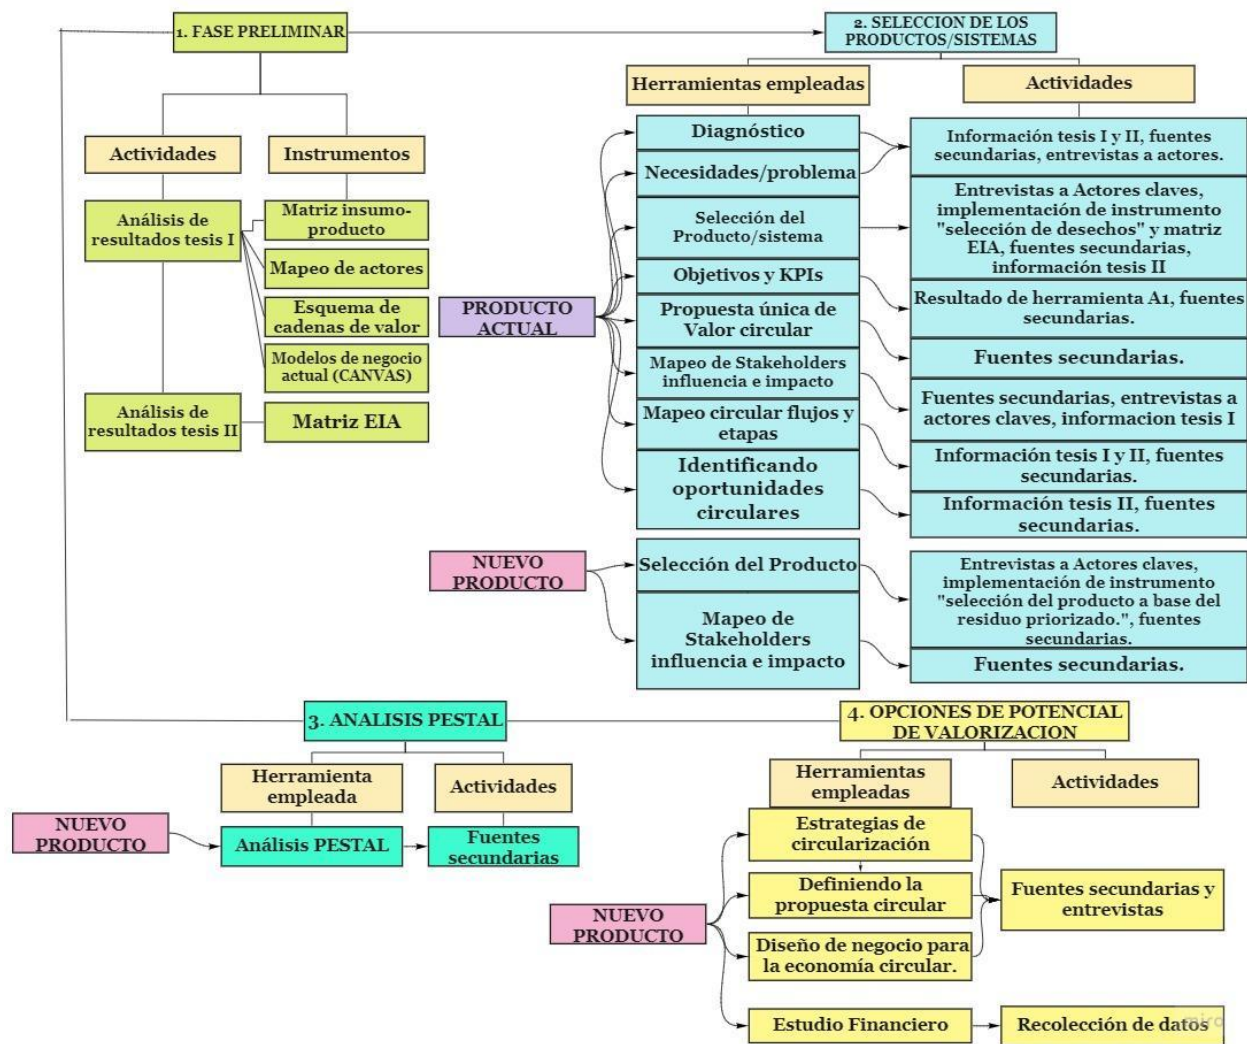 1. FASE PRELIMINAR
Actividades
Instrumentos
Análisis de
resultados tesis I
Matriz insumo-
producto
Mapeo de actores
Esquema de
cadenas de valor
Modelos de negocio
actual (CANVAS)
Análisis de
resultados tesis II
Matriz EIA
2. SELECCION DE LOS
PRODUCTOS/SISTEMAS
Herramientas empleadas
Actividades
PRODUCTO
ACTUAL
Diagnóstico
Necesidades/problema
Información tesis I y II, fuentes
secundarias, entrevistas a actores.
Selección del
Producto/sistema
Entrevistas a Actores claves,
implementación de instrumento
"selección de desechos" y matriz
EIA, fuentes secundarias,
información tesis II
Objetivos y KPIs
Resultado de herramienta A1, fuentes
secundarias.
Propuesta única de
Valor circular
Fuentes secundarias.
Mapeo de Stakeholders
influencia e impacto
Fuentes secundarias, entrevistas a
actores claves, informacion tesis I
Mapeo circular flujos y
etapas
Información tesis I y II, fuentes
secundarias.
Identificando
oportunidades
circulares
Información tesis II, fuentes
secundarias.
NUEVO
PRODUCTO
Selección del Producto
Entrevistas a Actores claves,
implementación de instrumento
"selección del producto a base del
residuo priorizado.", fuentes
secundarias.
Mapeo de
Stakeholders
influencia e impacto
Fuentes secundarias.
3. ANALISIS PESTAL
Herramienta
empleada
Actividades
NUEVO
PRODUCTO
Análisis PESTAL
Fuentes
secundarias
4. OPCIONES DE POTENCIAL
DE VALORIZACION
Herramientas
empleadas
Actividades
NUEVO
PRODUCTO
Estrategias de
circularización
Definiendo la
propuesta circular
Diseño de negocio para
la economía circular.
Fuentes secundarias y
entrevistas
Estudio Financiero
Recolección de datos
miro